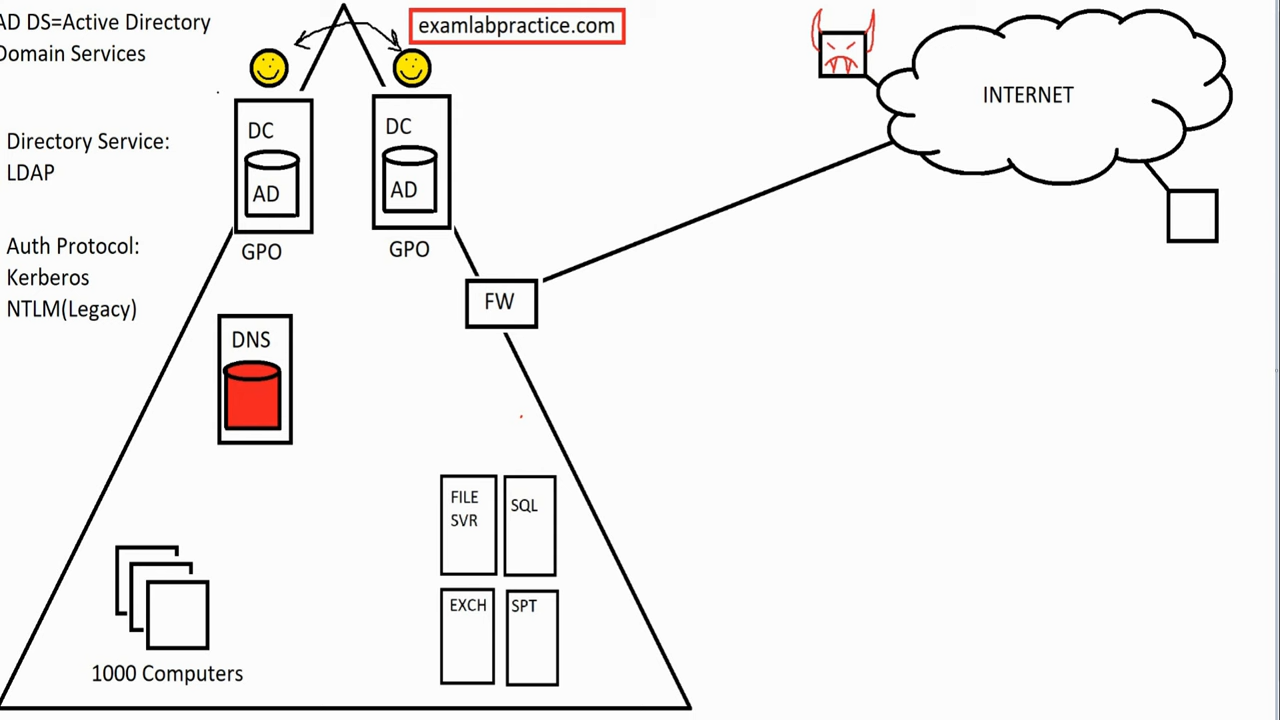 AD DS=Active Directory
Domain Services
examlabpractice.com
INTERNET
DC
AD
GPO
DC
AD
GPO
Directory Service:
LDAP
Auth Protocol:
Kerberos
NTLM(Legacy)
FW
DNS
FILE
SVR
SQL
EXCH
SPT
1000 Computers